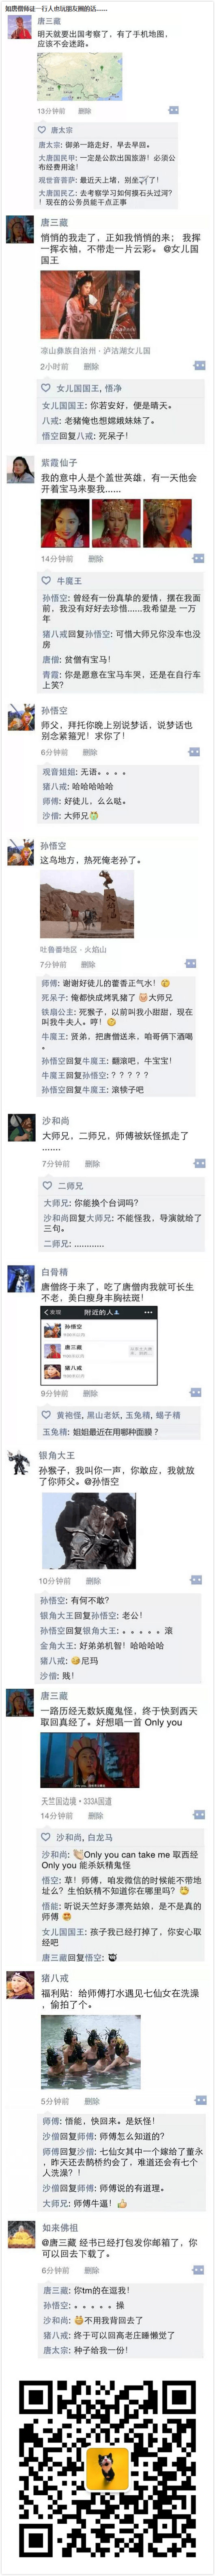 如唐僧师徒一行人也玩朋友圈的话......
唐三藏
明天就要出国考察了，有了手机地图，
应该不会迷路。
13分钟前 删除
唐太宗
唐太宗: 御弟一路走好，早去早回。
大唐国民甲: 一定是公款出国旅游！必须公
布经费用途！
观世音菩萨: 最近天上堵，别坐飞了！
大唐国民乙: 去考察学习如何摸石头过河？
！现在的公务员能干点正事
唐三藏
悄悄的我走了，正如我悄悄的来； 我挥
一挥衣袖，不带走一片云彩。 @女儿国
国王
凉山彝族自治州 · 泸沽湖女儿国
2小时前 删除
女儿国国王, 悟净
女儿国国王: 你若安好，便是晴天。
八戒: 老猪俺也想嫦娥妹妹了。
悟空回复八戒: 死呆子！
紫霞仙子
我的意中人是个盖世英雄，有一天他会
开着宝马来娶我......
14分钟前 删除
牛魔王
孙悟空: 曾经有一份真挚的爱情，摆在我面
前，我没有好好去珍惜......我希望是 一万
年
猪八戒回复孙悟空: 可惜大师兄你没车也没
房
唐僧: 贫僧有宝马！
青霞: 你是愿意在宝马车哭，还是在自行车
上笑？
孙悟空
师父，拜托你晚上别说梦话，说梦话也
别念紧箍咒！求你了！
6分钟前 删除
观音姐姐: 无语。。。。
猪八戒: 哈哈哈哈哈
师傅: 好徒儿，么么哒。
沙僧: 大师兄
孙悟空
这鸟地方，热死俺老孙了。
吐鲁番地区 · 火焰山
7分钟前 删除
师傅: 谢谢好徒儿的藿香正气水！
死呆子: 俺都快成烤乳猪了 大师兄
铁扇公主: 死猴子，以前叫我小甜甜，现在
叫我牛夫人。哼！
牛魔王: 贤弟，把唐僧送来，咱哥俩下酒喝
。
孙悟空回复牛魔王: 翻滚吧，牛宝宝！
牛魔王回复孙悟空: ？？？？？
孙悟空回复牛魔王: 滚犊子吧
沙和尚
大师兄，二师兄，师傅被妖怪抓走了
.......
7分钟前 删除
二师兄
大师兄: 你能换个台词吗？
沙和尚回复大师兄: 不能怪我，导演就给了
三句。
二师兄: ............
白骨精
唐僧终于来了，吃了唐僧肉我就可长生
不老，美白瘦身丰胸祛斑！
发现 附近的人
孙悟空
唐三藏
猪八戒
9分钟前 删除
黄袍怪, 黑山老妖, 玉兔精, 蝎子精
玉兔精: 姐姐最近在用哪种面膜？
银角大王
孙猴子，我叫你一声，你敢应，我就放
了你师父。@孙悟空
10分钟前 删除
孙悟空: 有何不敢？
银角大王回复孙悟空: 老公！
孙悟空回复银角大王: 。。。。。滚
金角大王: 好弟弟机智！哈哈哈哈
猪八戒: 尼玛
沙僧: 贱！
唐三藏
一路历经无数妖魔鬼怪，终于快到西天
取回真经了。好想唱一首 Only you
天竺国边境 · 333A国道
14分钟前 删除
沙和尚, 白龙马
沙和尚: Only you can take me 取西经
Only you 能杀妖精鬼怪
悟空: 草！师傅，咱发微信的时候能不带地
址么？生怕妖精不知道你在哪里吗？
悟能: 听说天竺好多漂亮姑娘，是不是真的
师傅
女儿国国王: 孩子我已经打掉了，你安心取
经吧
唐三藏回复悟空:
猪八戒
福利贴：给师傅打水遇见七仙女在洗澡
，偷拍了个。
5分钟前 删除
师傅: 悟能，快回来。是妖怪！
沙僧回复师傅: 师傅怎么知道的？
师傅回复沙僧: 七仙女其中一个嫁给了董永
，昨天还去鹊桥约会了，难道还会有七个
人洗澡？！
沙僧回复师傅: 师傅说的有道理。
大师兄: 师傅牛逼！
如来佛祖
@唐三藏 经书已经打包发你邮箱了，你
可以回去下载了。
6分钟前 删除
唐三藏: 你tm的在逗我！
孙悟空: 。。。。。操
沙和尚: 不用我背回去了
猪八戒: 终于可以回高老庄睡懒觉了
唐太宗: 种子给我一份！